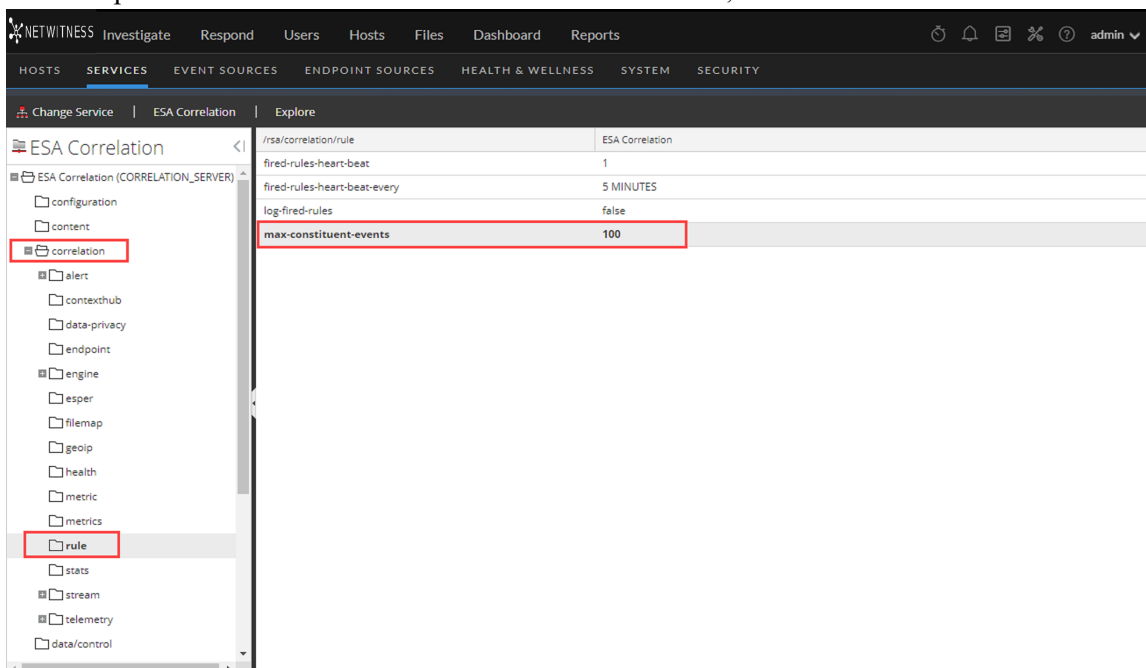 NETWITNESS Investigate Respond Users Hosts Files Dashboard Reports admin
HOSTS SERVICES EVENT SOURCES ENDPOINT SOURCES HEALTH & WELLNESS SYSTEM SECURITY
Change Service | ESA Correlation | Explore
ESA Correlation
ESA Correlation (CORRELATION_SERVER)
configuration
content
correlation
alert
contexthub
data-privacy
endpoint
engine
esper
filemap
geoip
health
metric
metrics
rule
stats
stream
telemetry
data/control
/rsa/correlation/rule ESA Correlation
fired-rules-heart-beat 1
fired-rules-heart-beat-every 5 MINUTES
log-fired-rules false
max-constituent-events 100